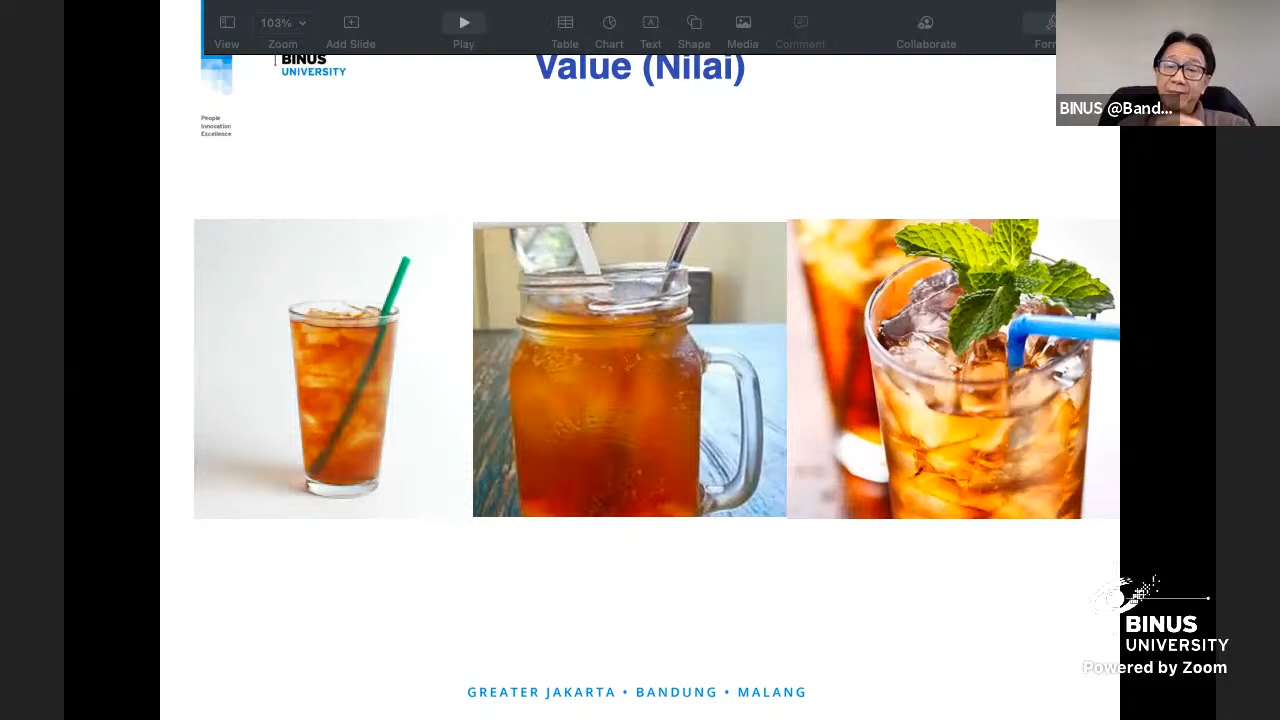 103%
View
Zoom
Add Slide
Play
Table
Chart
Text
Shape
Media
Comment
Collaborate
BINUS
UNIVERSITY
Value (Nilai)
BINUS @Band...
People
Innovation
Excellence
BINUS
UNIVERSITY
Powered by Zoom
GREATER JAKARTA • BANDUNG • MALANG